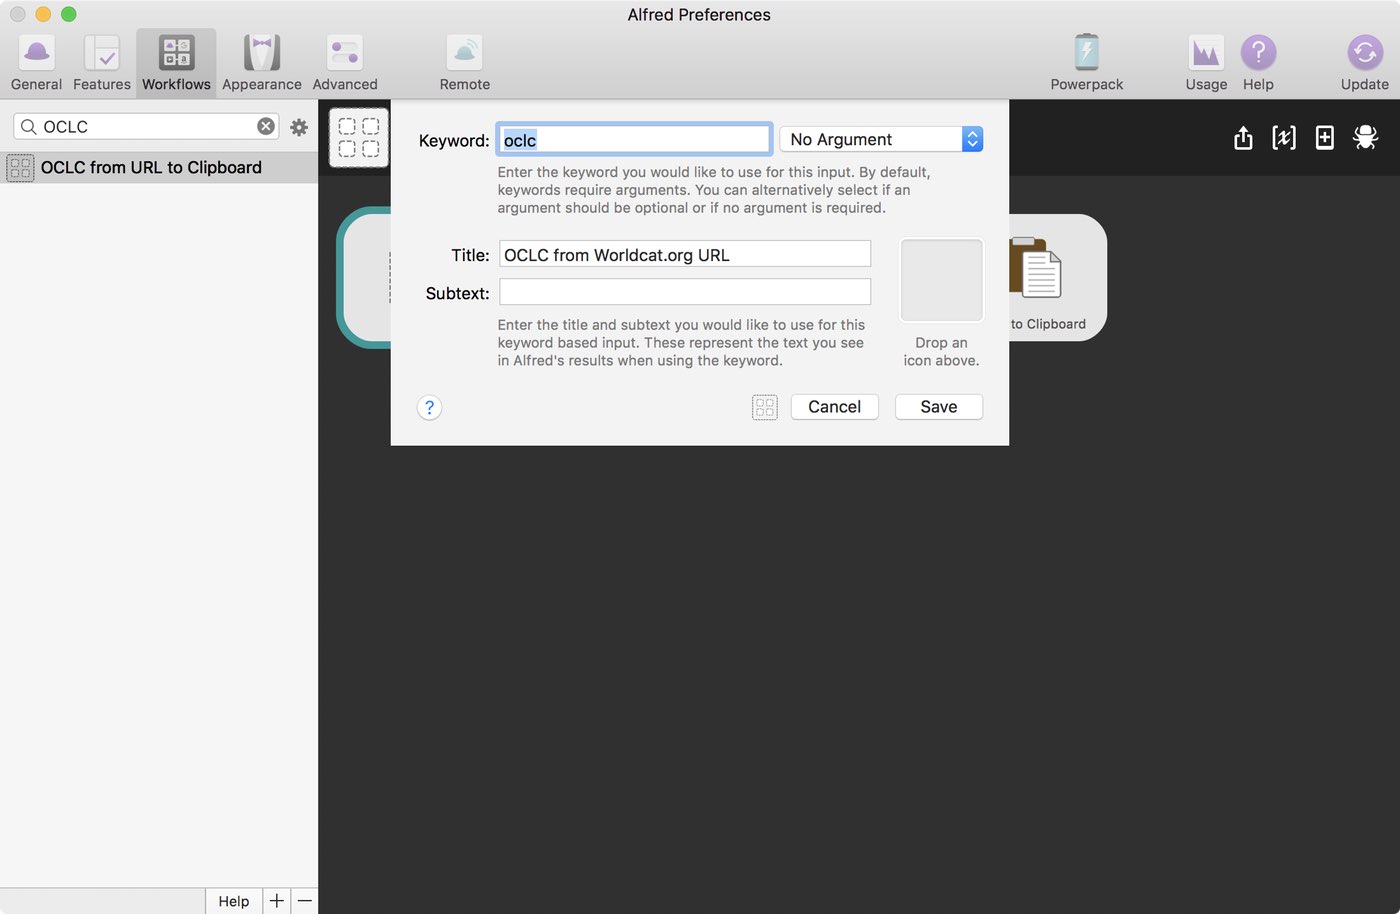 Alfred Preferences
General Features Workflows Appearance Advanced Remote Powerpack Usage Help Update
OCLC
OCLC from URL to Clipboard
Keyword: oclc No Argument
Enter the keyword you would like to use for this input. By default,
keywords require arguments. You can alternatively select if an
argument should be optional or if no argument is required.
Title: OCLC from Worldcat.org URL
Subtext:
Enter the title and subtext you would like to use for this
keyword based input. These represent the text you see
in Alfred's results when using the keyword.
Drop an
icon above.
to Clipboard
? Cancel Save
Help + −